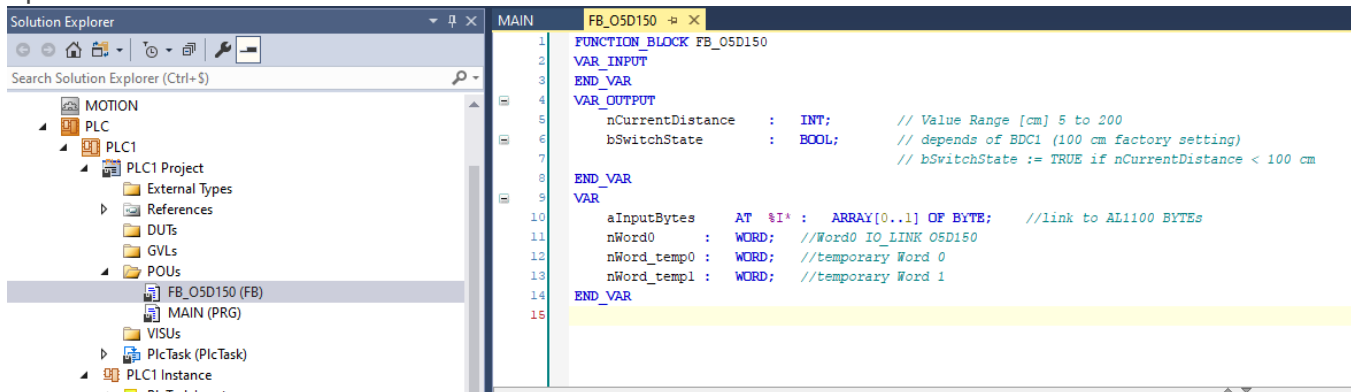 Solution Explorer
Search Solution Explorer (Ctrl+$)
MOTION
PLC
PLC1
PLC1 Project
External Types
References
DUTs
GVLs
POUs
FB_O5D150 (FB)
MAIN (PRG)
VISUs
PlcTask (PlcTask)
PLC1 Instance
MAIN FB_O5D150
1 FUNCTION_BLOCK FB_O5D150
2 VAR_INPUT
3 END_VAR
4 VAR_OUTPUT
5 nCurrentDistance : INT; // Value Range [cm] 5 to 200
6 bSwitchState : BOOL; // depends of BDC1 (100 cm factory setting)
7 // bSwitchState := TRUE if nCurrentDistance < 100 cm
8 END_VAR
9 VAR
10 aInputBytes AT %I* : ARRAY[0..1] OF BYTE; //link to AL1100 BYTEs
11 nWord0 : WORD; //Word0 IO_LINK O5D150
12 nWord_temp0 : WORD; //temporary Word 0
13 nWord_temp1 : WORD; //temporary Word 1
14 END_VAR
15